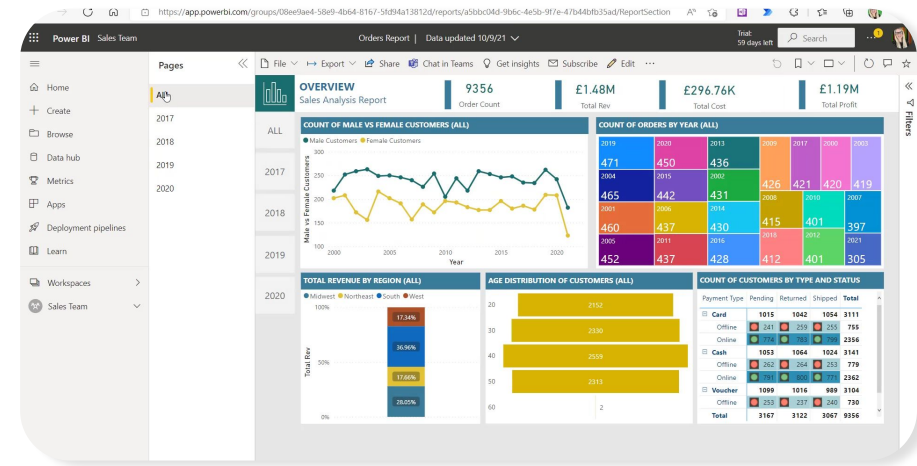 https://app.powerbi.com/groups/08ee9ae4-58e9-4b64-8167-5fd94a13812d/reports/a5bbc04d-9b6c-4e5b-9f7e-47b44bfb35ad/ReportSection
Power BI Sales Team
Orders Report | Data updated 10/9/21
Trial:
59 days left
Search
Home
Create
Browse
Data hub
Metrics
Apps
Deployment pipelines
Learn
Workspaces
Sales Team
Pages
All
2017
2018
2019
2020
File Export Share Chat in Teams Get insights Subscribe Edit ...
Filters
OVERVIEW
Sales Analysis Report
9356
Order Count
£1.48M
Total Rev
£296.76K
Total Cost
£1.19M
Total Profit
ALL
2017
2018
2019
2020
COUNT OF MALE VS FEMALE CUSTOMERS (ALL)
Male Customers Female Customers
Male vs Female Customers
300
250
200
150
100
2000 2005 2010 2015 2020
Year
COUNT OF ORDERS BY YEAR (ALL)
2019
471
2020
450
2013
436
2009
426
2017
421
2000
420
2003
419
2004
465
2015
442
2002
431
2008
415
2010
401
2007
397
2001
460
2006
437
2014
430
2005
452
2011
437
2016
428
2018
412
2012
401
2021
305
TOTAL REVENUE BY REGION (ALL)
Midwest Northeast South West
Total Rev
100%
50%
0%
17.34%
36.96%
17.66%
28.05%
AGE DISTRIBUTION OF CUSTOMERS (ALL)
20 2152
30 2330
40 2559
50 2313
60 2
COUNT OF CUSTOMERS BY TYPE AND STATUS
Payment Type Pending Returned Shipped Total
Card 1015 1042 1054 3111
Offline 241 259 255 755
Online 774 783 799 2356
Cash 1053 1064 1024 3141
Offline 262 264 253 779
Online 791 800 771 2362
Voucher 1099 1016 989 3104
Offline 253 237 240 730
Total 3167 3122 3067 9356